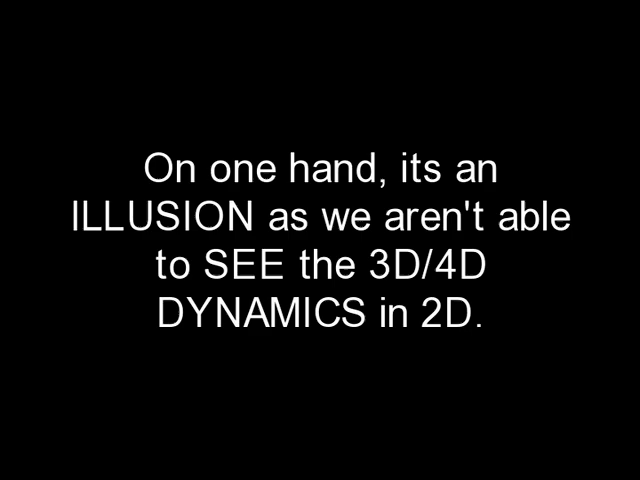 On one hand, its an
ILLUSION as we aren't able
to SEE the 3D/4D
DYNAMICS in 2D.